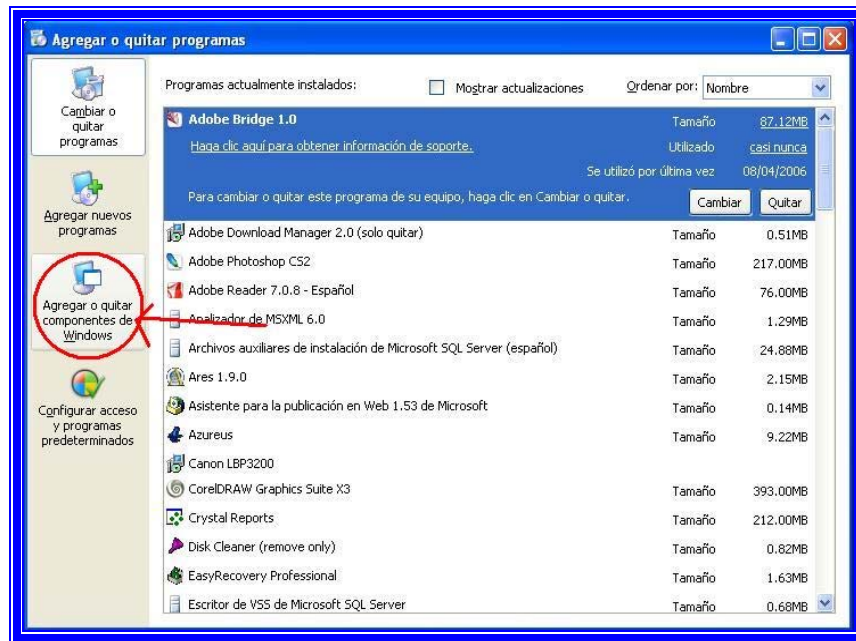 Agregar o quitar programas
Cambiar o
quitar
programas
Agregar nuevos
programas
Agregar o quitar
componentes de
Windows
Configurar acceso
y programas
predeterminados
Programas actualmente instalados: Mostrar actualizaciones Ordenar por: Nombre
Adobe Bridge 1.0 Tamaño 87.12MB
Haga clic aquí para obtener información de soporte. Utilizado casi nunca
Se utilizó por última vez 08/04/2006
Para cambiar o quitar este programa de su equipo, haga clic en Cambiar o quitar. Cambiar Quitar
Adobe Download Manager 2.0 (solo quitar) Tamaño 0.51MB
Adobe Photoshop CS2 Tamaño 217.00MB
Adobe Reader 7.0.8 - Español Tamaño 76.00MB
Analizador de MSXML 6.0 Tamaño 1.29MB
Archivos auxiliares de instalación de Microsoft SQL Server (español) Tamaño 24.88MB
Ares 1.9.0 Tamaño 2.15MB
Asistente para la publicación en Web 1.53 de Microsoft Tamaño 0.14MB
Azureus Tamaño 9.22MB
Canon LBP3200
CorelDRAW Graphics Suite X3 Tamaño 393.00MB
Crystal Reports Tamaño 212.00MB
Disk Cleaner (remove only) Tamaño 0.82MB
EasyRecovery Professional Tamaño 1.63MB
Escritor de VSS de Microsoft SQL Server Tamaño 0.68MB